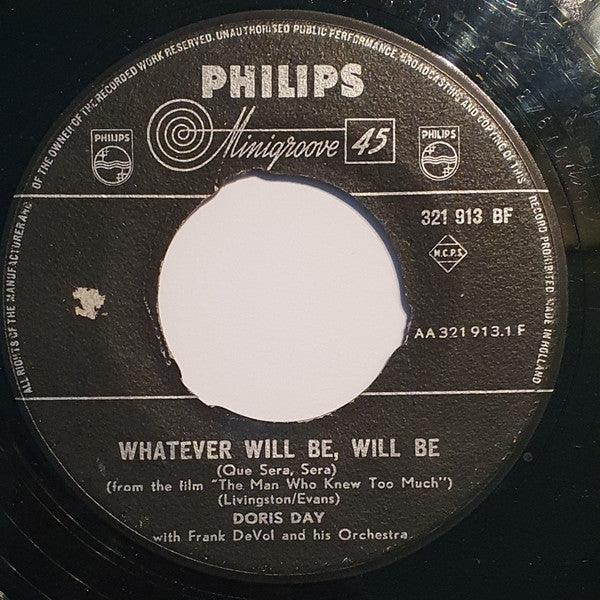 ALL RIGHTS OF THE MANUFACTURER AND OF THE OWNER OF THE RECORDED WORK RESERVED. UNAUTHORISED PUBLIC PERFORMANCE, BROADCASTING AND COPYING OF THIS RECORD PROHIBITED MADE IN HOLLAND
PHILIPS
Minigroove 45
PHILIPS
PHILIPS
321 913 BF
M.C.P.S.
AA 321 913.1 F
WHATEVER WILL BE, WILL BE
(Que Sera, Sera)
(from the film "The Man Who Knew Too Much")
(Livingston/Evans)
DORIS DAY
with Frank DeVol and his Orchestra